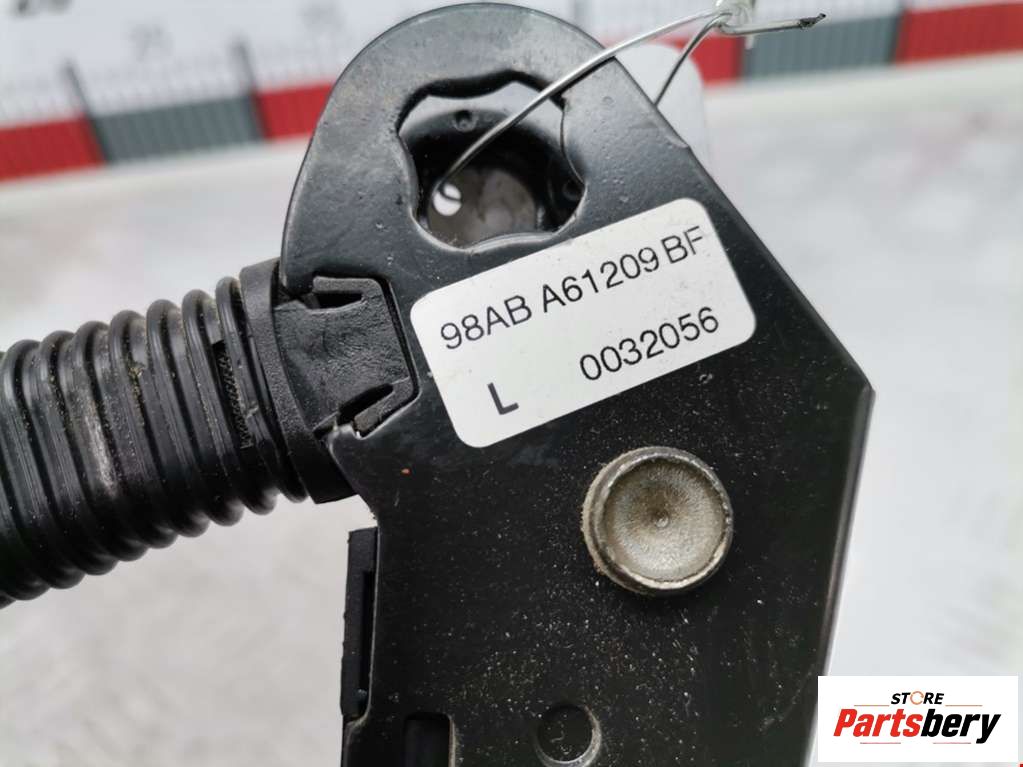 98AB A61209 BF
L 0032056
STORE
Partsbery